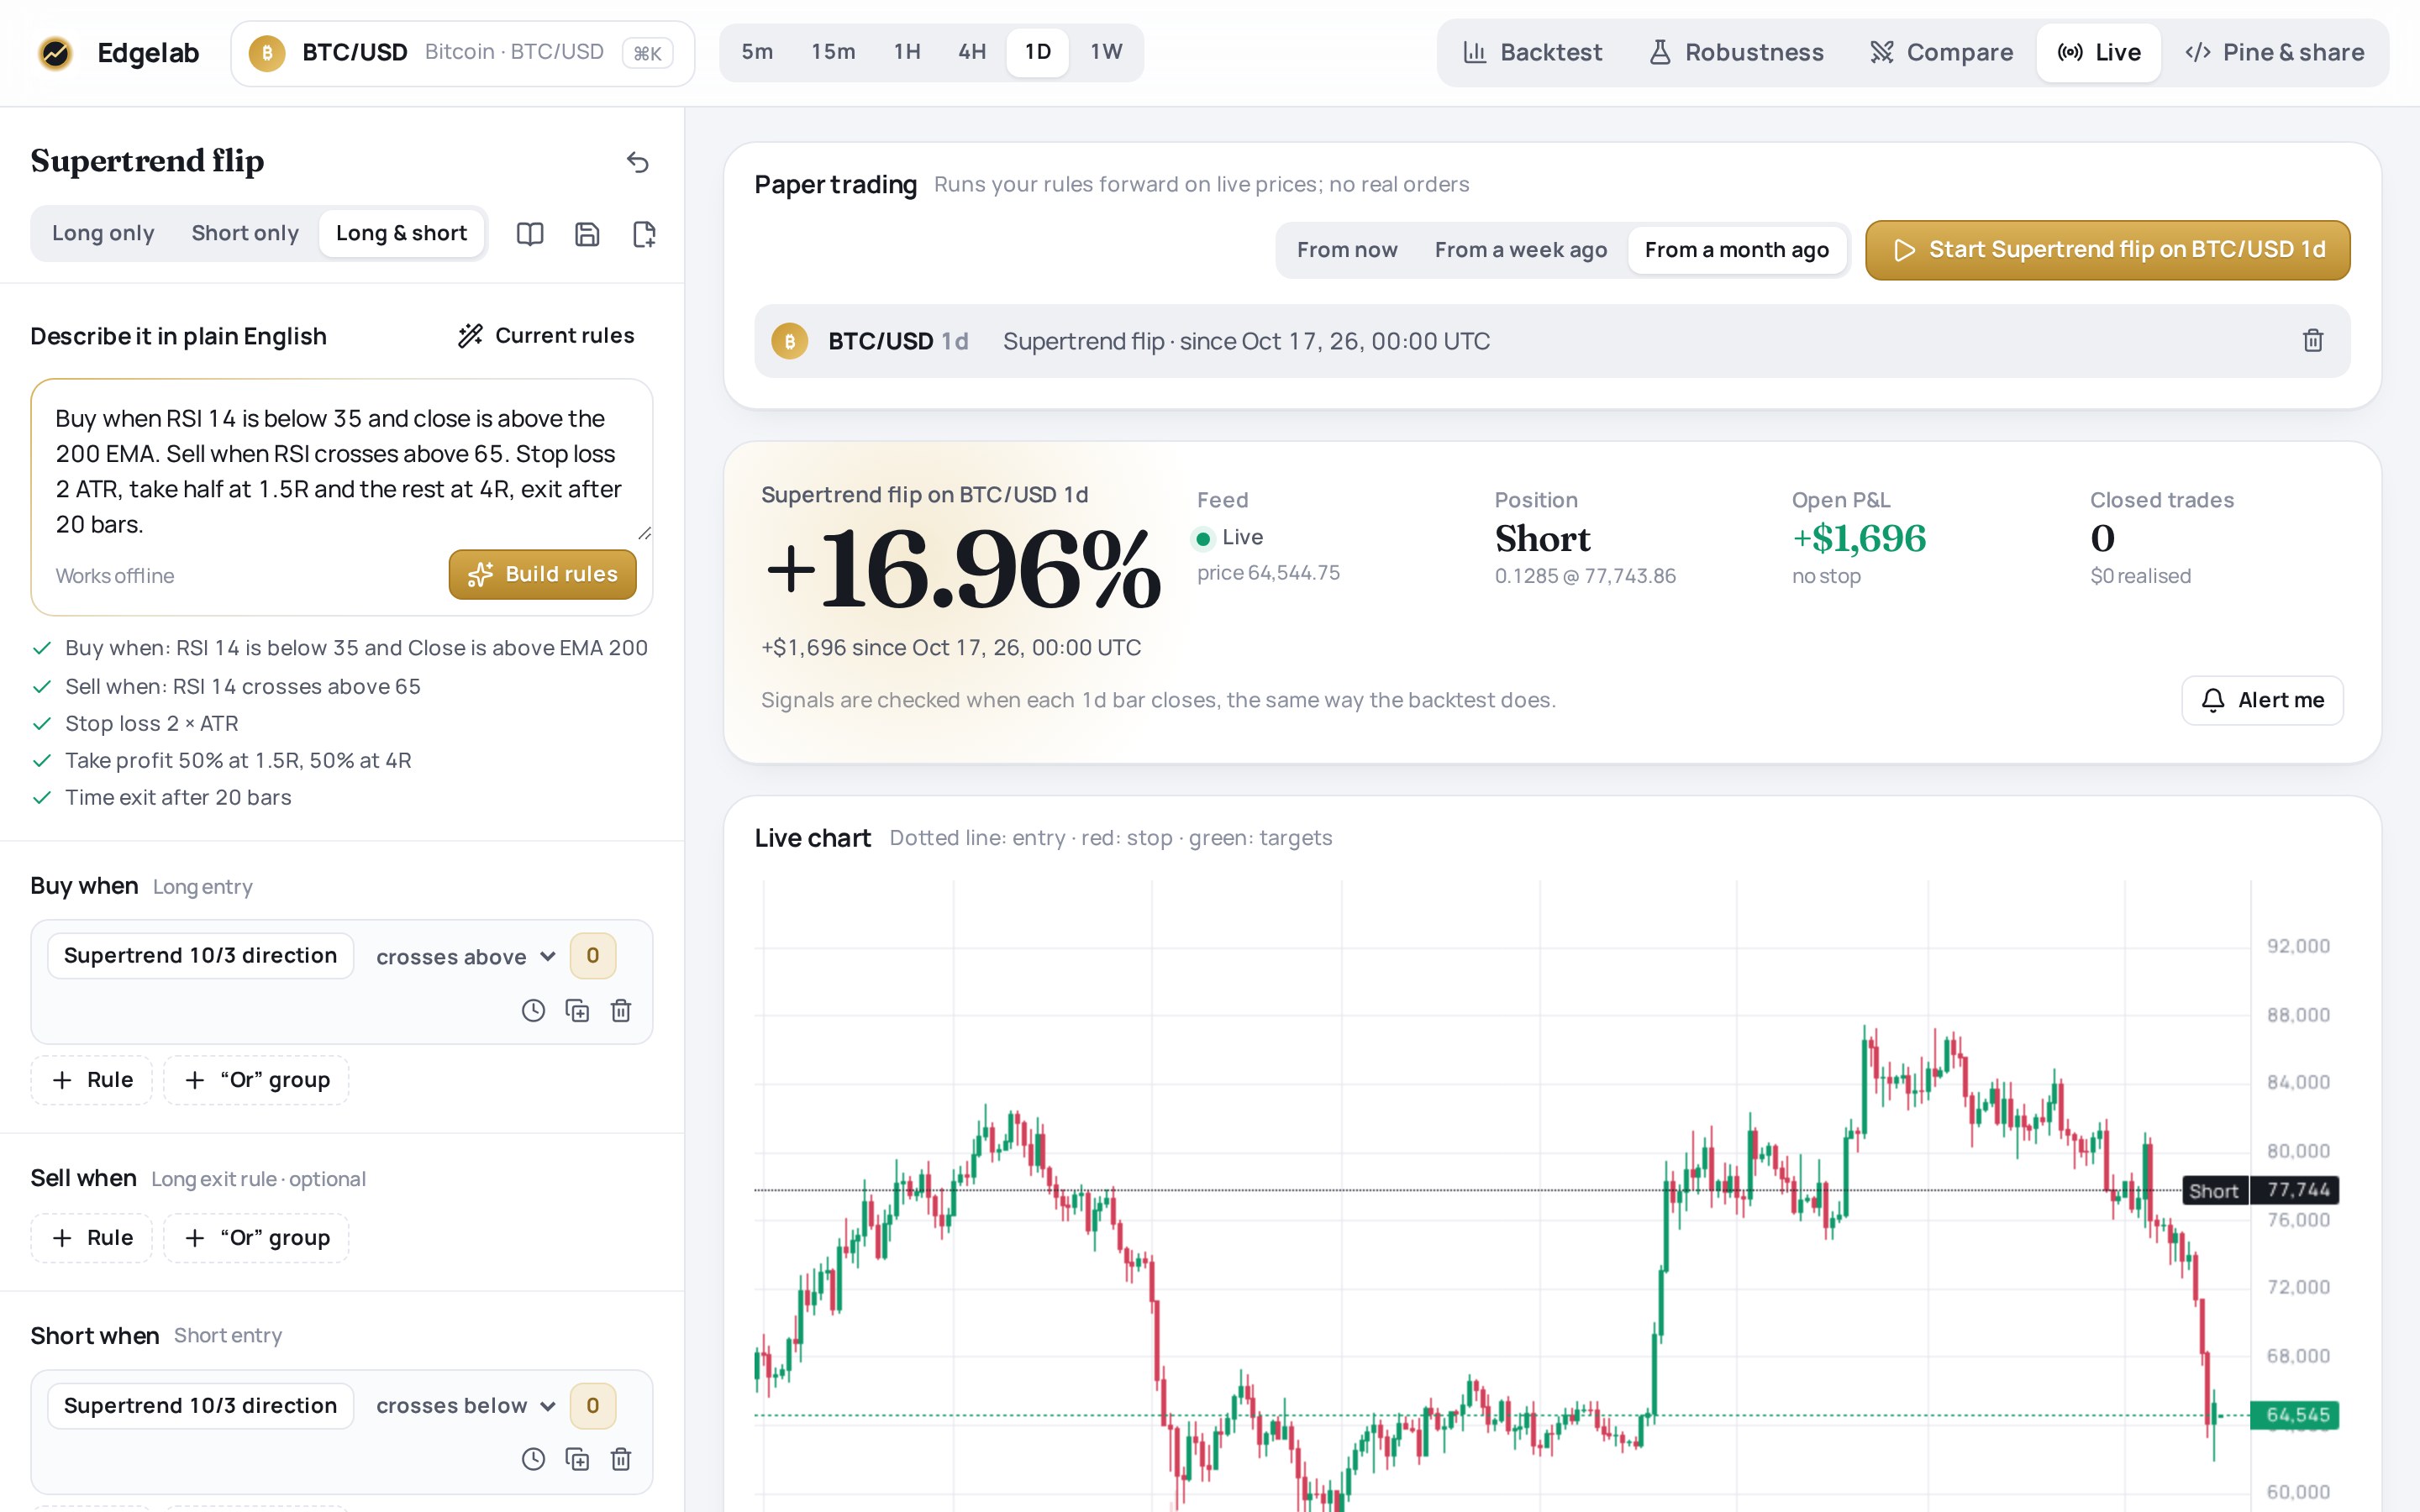 Edgelab
BTC/USD Bitcoin · BTC/USD ⌘K
5m 15m 1H 4H 1D 1W
Backtest Robustness Compare Live Pine & share
Supertrend flip
Long only Short only Long & short
Describe it in plain English Current rules
Buy when RSI 14 is below 35 and close is above the
200 EMA. Sell when RSI crosses above 65. Stop loss
2 ATR, take half at 1.5R and the rest at 4R, exit after
20 bars.
Works offline Build rules
Buy when: RSI 14 is below 35 and Close is above EMA 200
Sell when: RSI 14 crosses above 65
Stop loss 2 × ATR
Take profit 50% at 1.5R, 50% at 4R
Time exit after 20 bars
Buy when Long entry
Supertrend 10/3 direction crosses above 0
Rule “Or” group
Sell when Long exit rule · optional
Rule “Or” group
Short when Short entry
Supertrend 10/3 direction crosses below 0
Paper trading Runs your rules forward on live prices; no real orders
From now From a week ago From a month ago Start Supertrend flip on BTC/USD 1d
BTC/USD 1d Supertrend flip · since Oct 17, 26, 00:00 UTC
Supertrend flip on BTC/USD 1d
+16.96%
+$1,696 since Oct 17, 26, 00:00 UTC
Feed
Live
price 64,544.75
Position
Short
0.1285 @ 77,743.86
Open P&L
+$1,696
no stop
Closed trades
0
$0 realised
Signals are checked when each 1d bar closes, the same way the backtest does.
Alert me
Live chart Dotted line: entry · red: stop · green: targets
92,000
88,000
84,000
80,000
Short 77,744
76,000
72,000
68,000
64,545
60,000